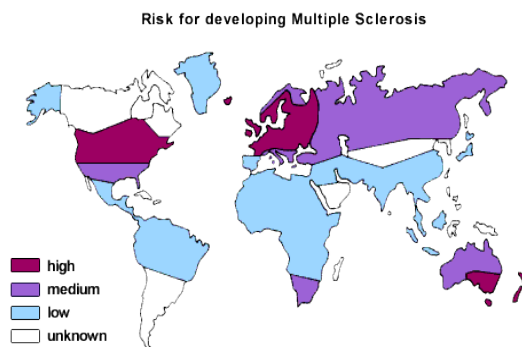 Risk for developing Multiple Sclerosis
high
medium
low
unknown